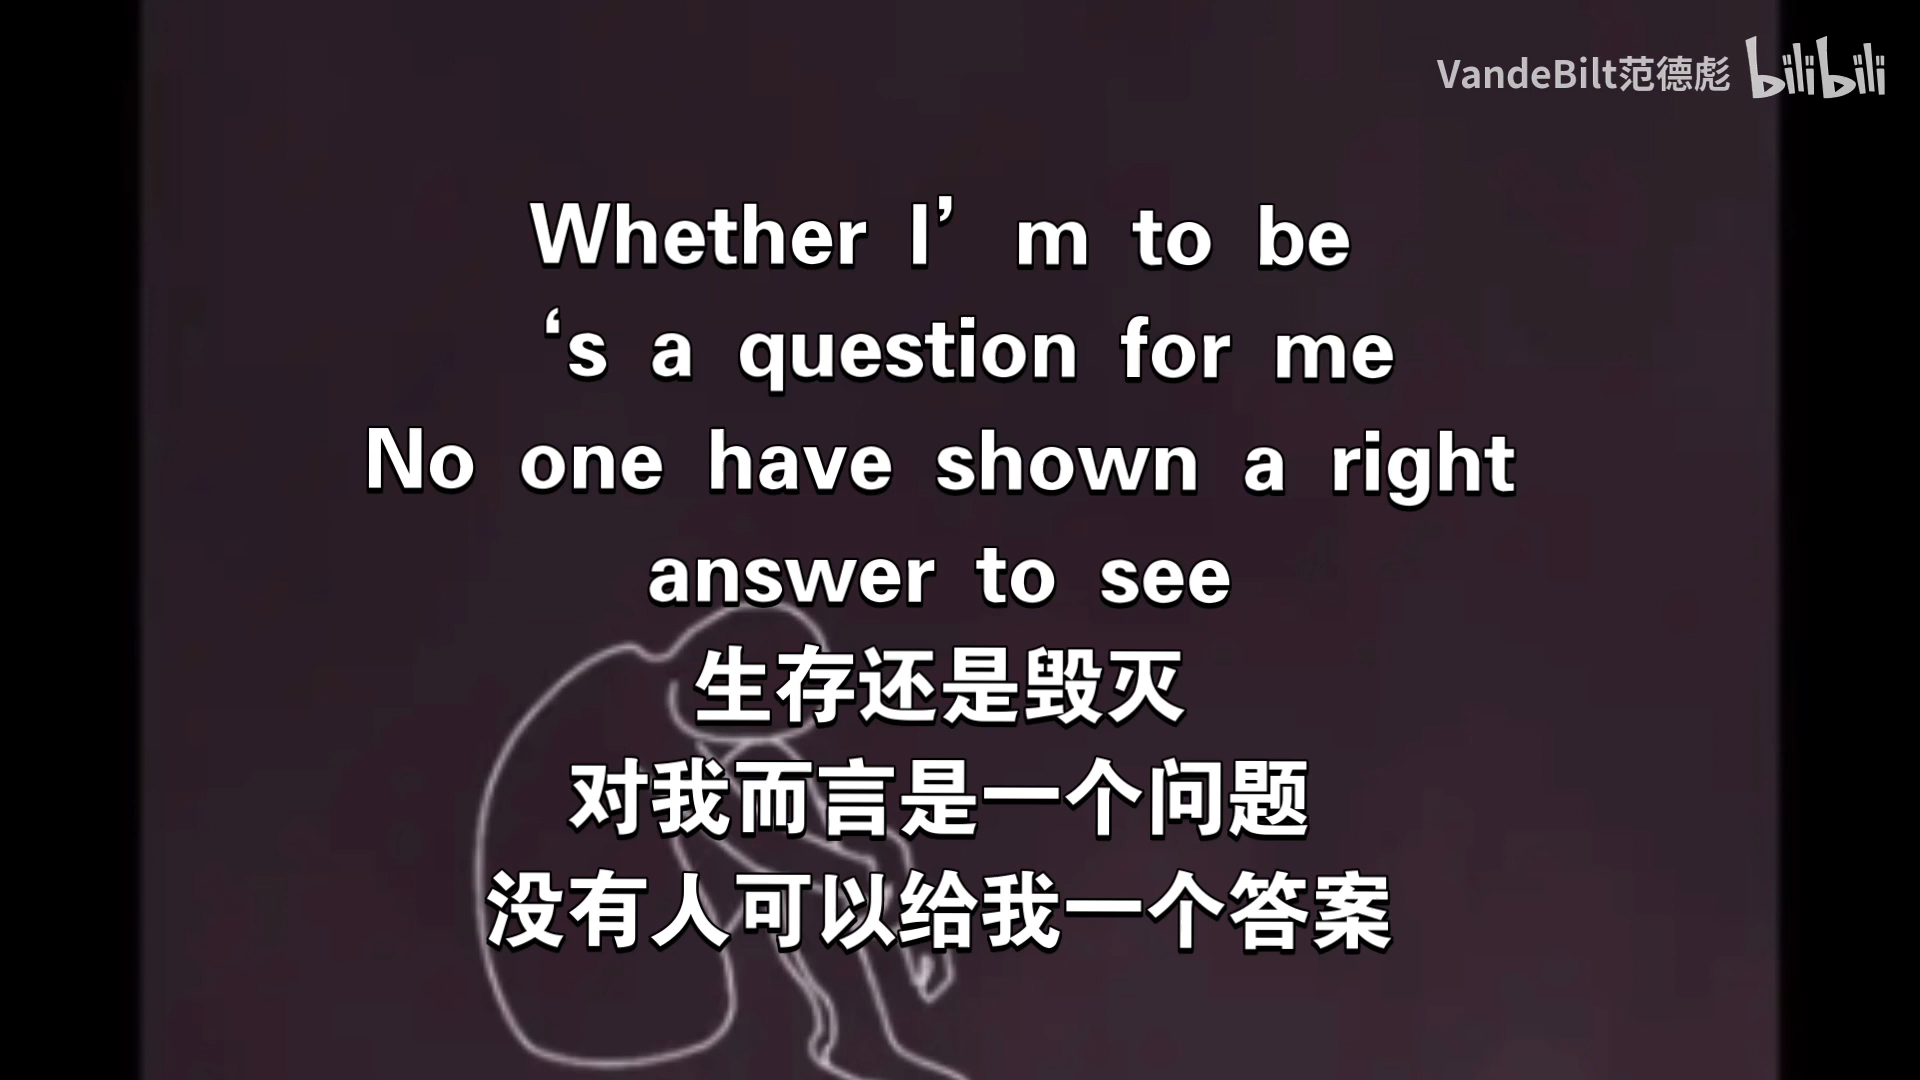 VandeBilt范德彪 bilibili
Whether I’m to be
‘s a question for me
No one have shown a right
answer to see
生存还是毁灭
对我而言是一个问题
没有人可以给我一个答案